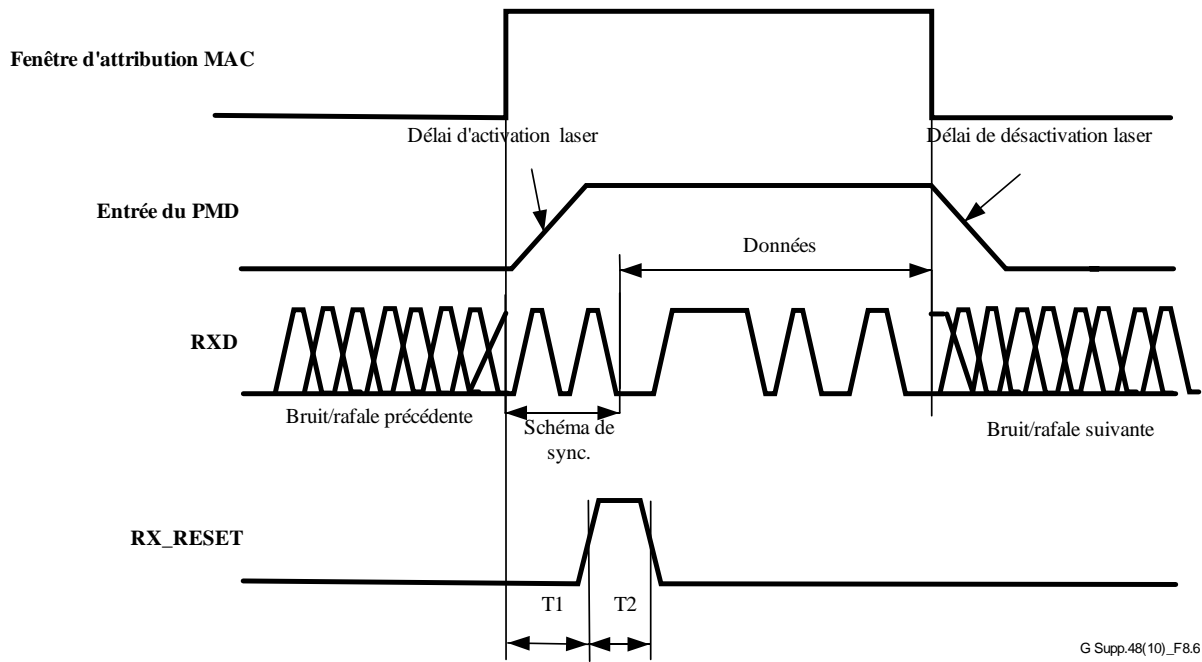 Fenêtre d'attribution MAC
Délai d'activation laser
Délai de désactivation laser
Entrée du PMD
Données
RXD
Bruit/rafale précédente
Schéma de
sync.
Bruit/rafale suivante
RX_RESET
T1
T2
G Supp.48(10)_F8.6